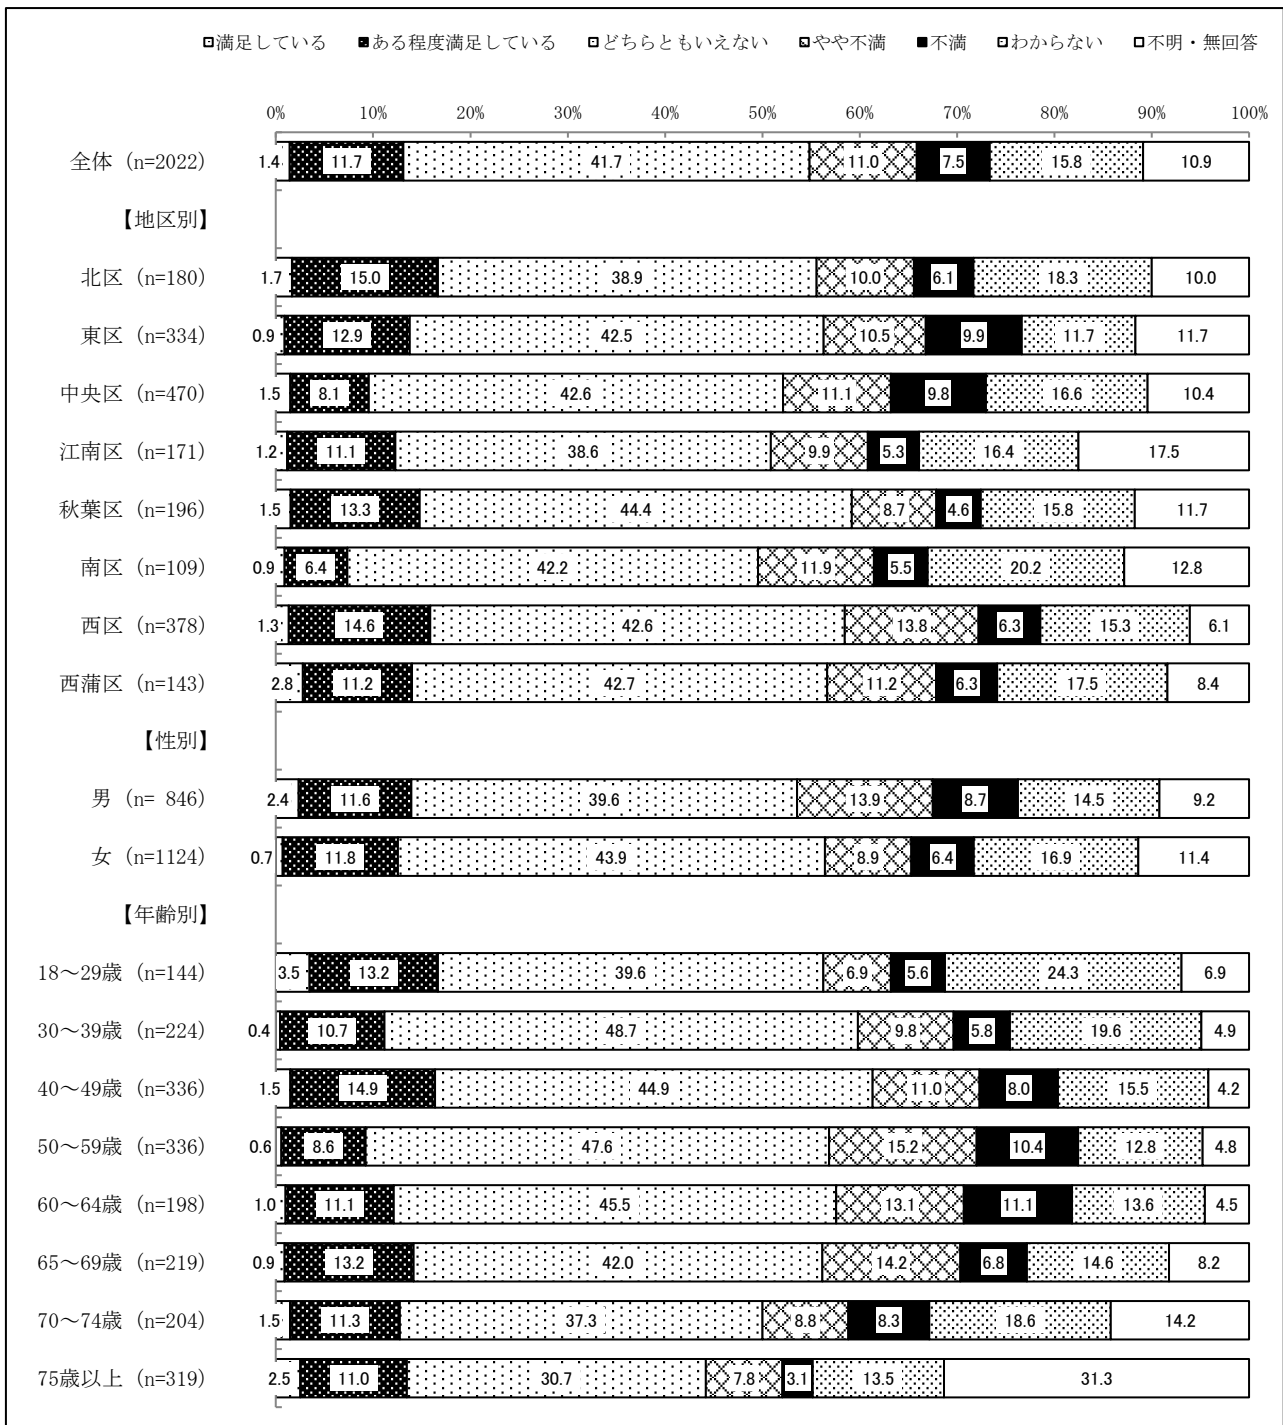 満足している ある程度満足している どちらともいえない やや不満 不満 わからない 不明・無回答
0% 10% 20% 30% 40% 50% 60% 70% 80% 90% 100%
全体 (n=2022) 1.4 11.7 41.7 11.0 7.5 15.8 10.9
【地区別】
北区 (n=180) 1.7 15.0 38.9 10.0 6.1 18.3 10.0
東区 (n=334) 0.9 12.9 42.5 10.5 9.9 11.7 11.7
中央区 (n=470) 1.5 8.1 42.6 11.1 9.8 16.6 10.4
江南区 (n=171) 1.2 11.1 38.6 9.9 5.3 16.4 17.5
秋葉区 (n=196) 1.5 13.3 44.4 8.7 4.6 15.8 11.7
南区 (n=109) 0.9 6.4 42.2 11.9 5.5 20.2 12.8
西区 (n=378) 1.3 14.6 42.6 13.8 6.3 15.3 6.1
西蒲区 (n=143) 2.8 11.2 42.7 11.2 6.3 17.5 8.4
【性別】
男 (n= 846) 2.4 11.6 39.6 13.9 8.7 14.5 9.2
女 (n=1124) 0.7 11.8 43.9 8.9 6.4 16.9 11.4
【年齢別】
18～29歳 (n=144) 3.5 13.2 39.6 6.9 5.6 24.3 6.9
30～39歳 (n=224) 0.4 10.7 48.7 9.8 5.8 19.6 4.9
40～49歳 (n=336) 1.5 14.9 44.9 11.0 8.0 15.5 4.2
50～59歳 (n=336) 0.6 8.6 47.6 15.2 10.4 12.8 4.8
60～64歳 (n=198) 1.0 11.1 45.5 13.1 11.1 13.6 4.5
65～69歳 (n=219) 0.9 13.2 42.0 14.2 6.8 14.6 8.2
70～74歳 (n=204) 1.5 11.3 37.3 8.8 8.3 18.6 14.2
75歳以上 (n=319) 2.5 11.0 30.7 7.8 3.1 13.5 31.3